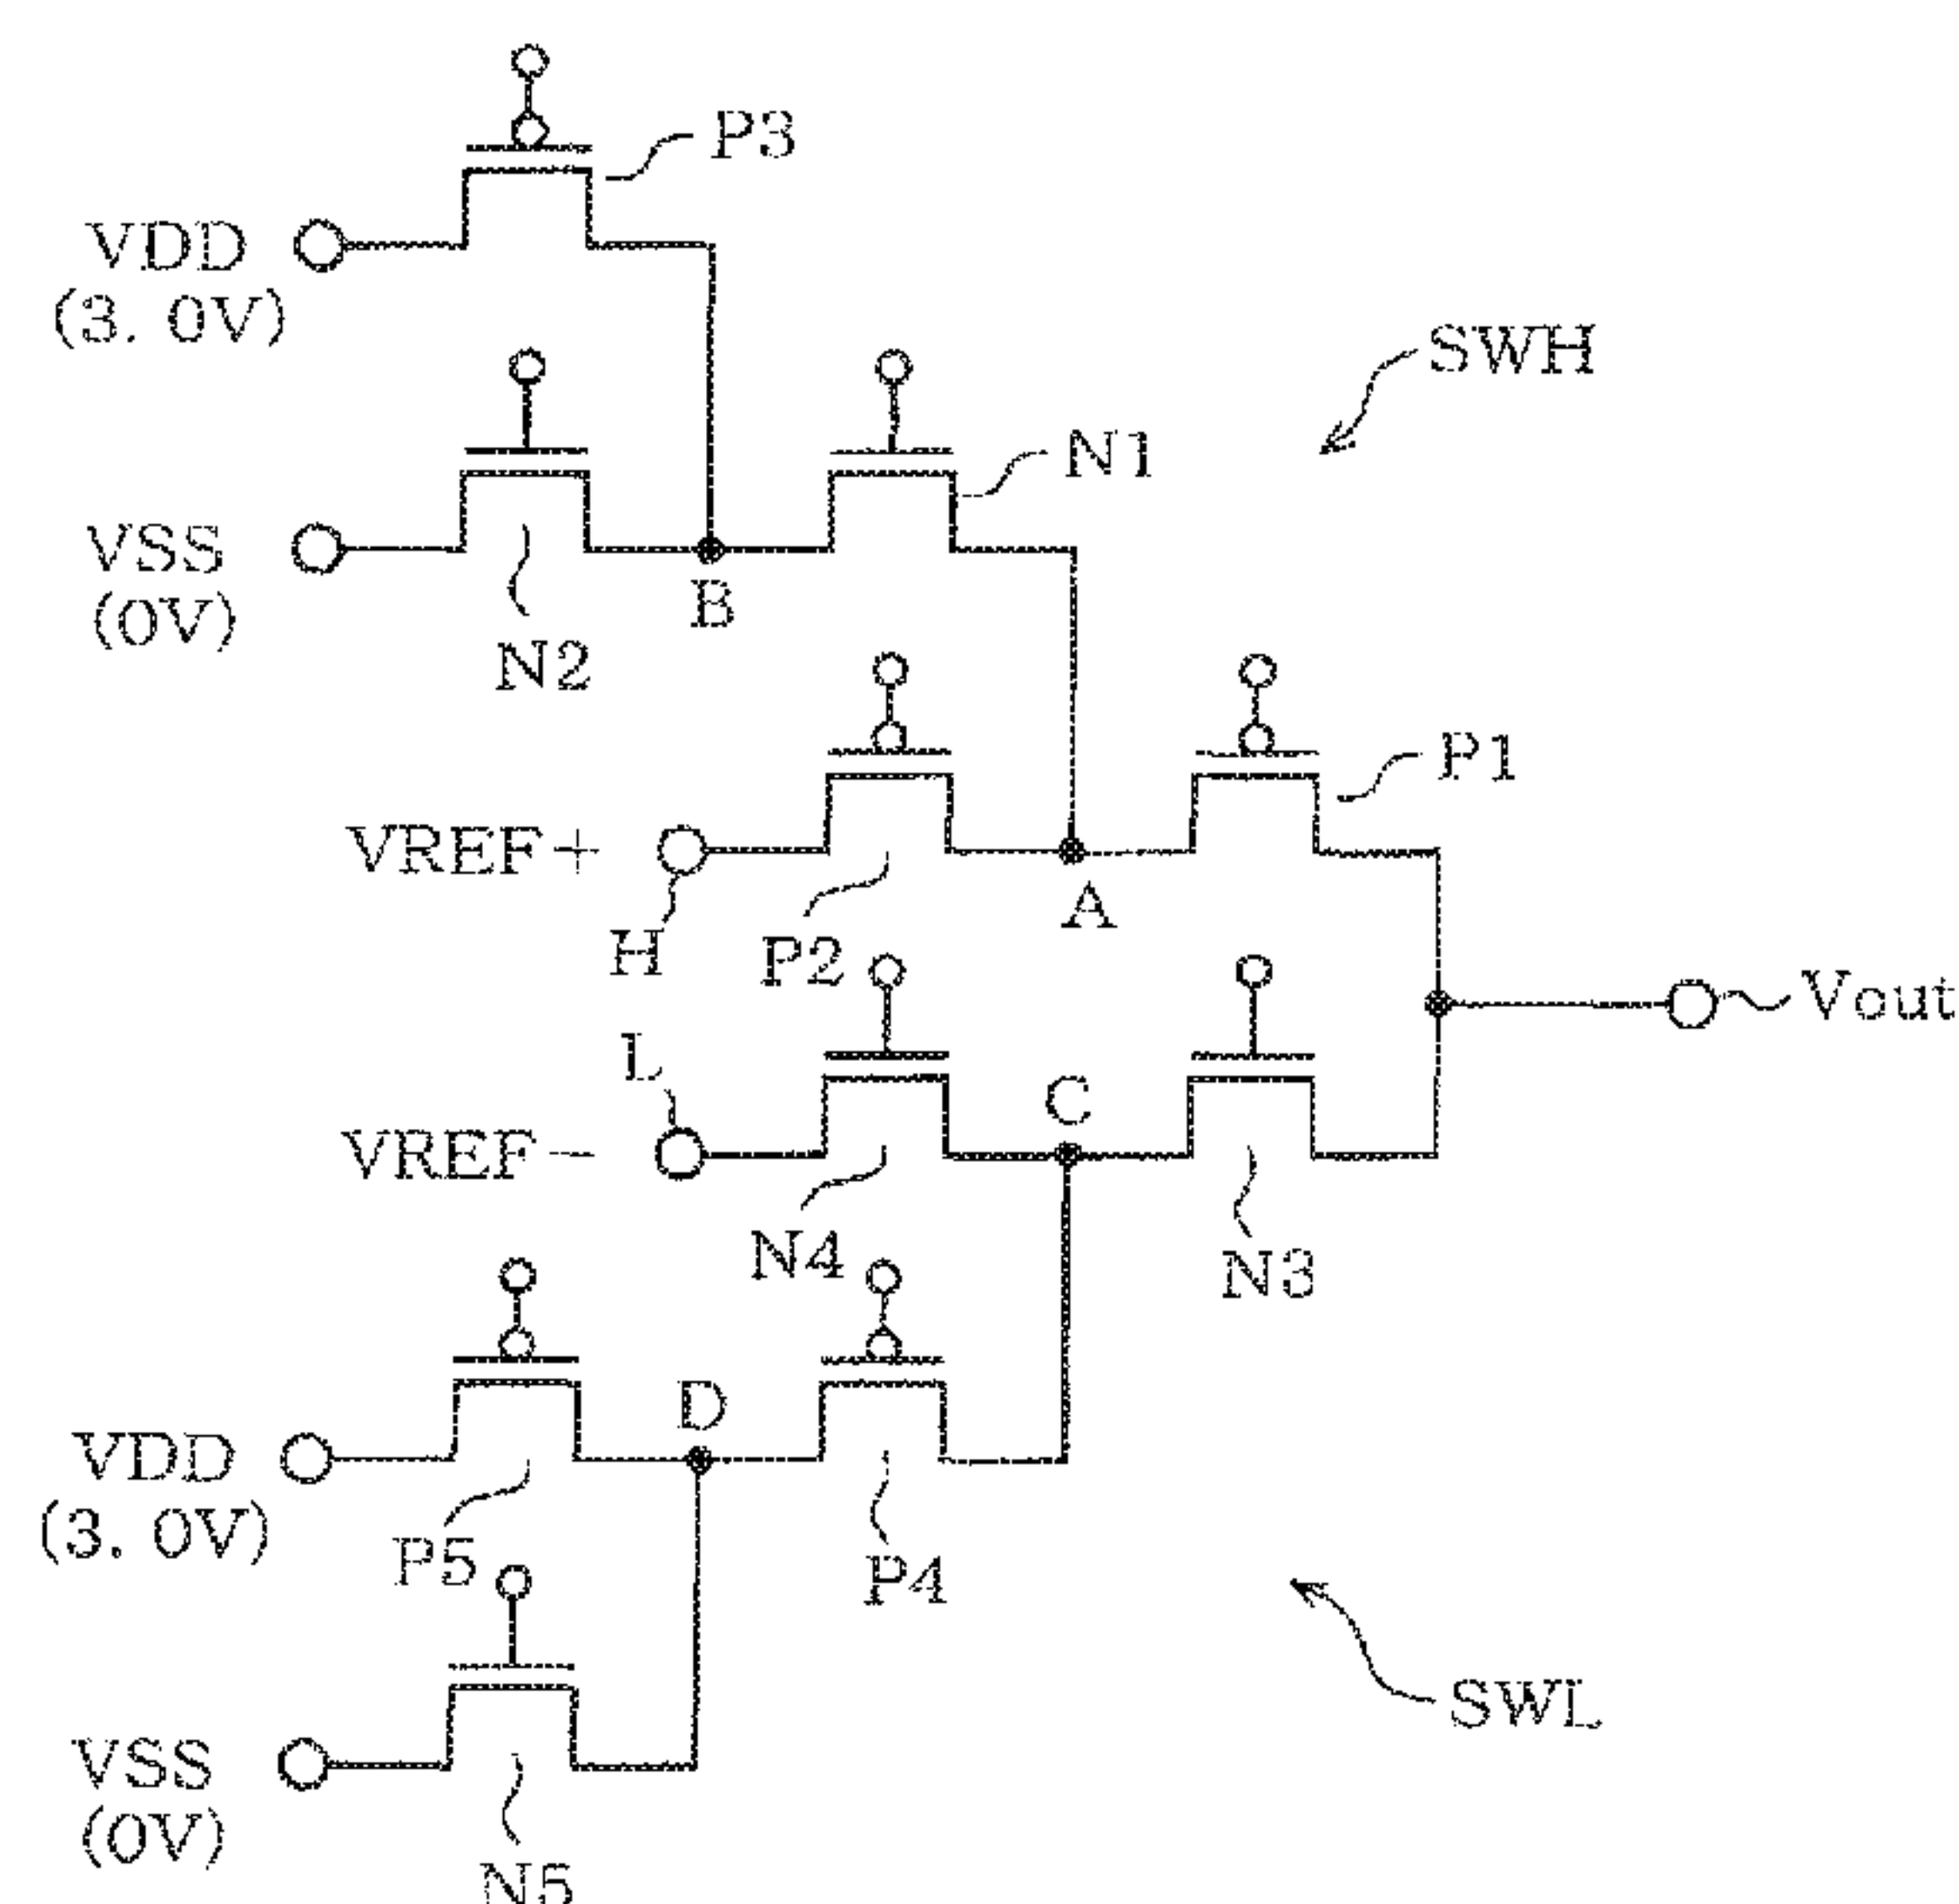 P3
VDD
(3. 0V)
SWH
N1
VSS
(0V)
B
N2
P1
VREF+
A
H
P2
Vout
L
C
VREF-
N4
N3
D
VDD
(3. 0V)
P5
P4
SWL
VSS
(0V)
N5